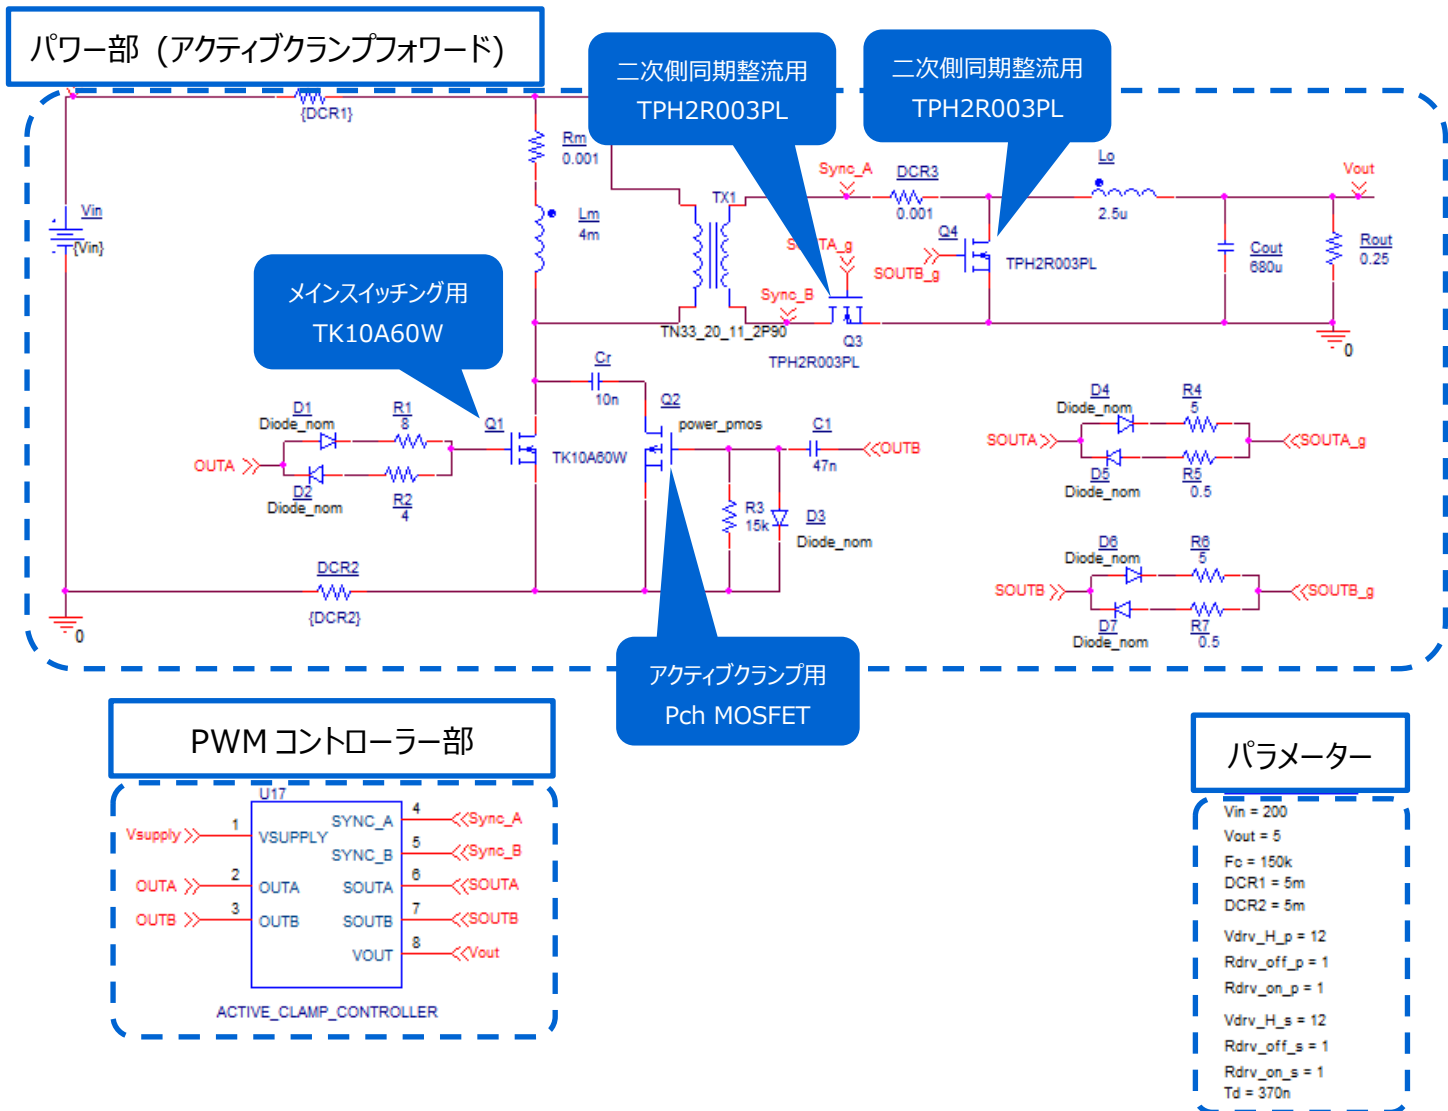 パワー部 (アクティブクランプフォワード)
二次側同期整流用
TPH2R003PL
二次側同期整流用
TPH2R003PL
{DCR1}
Rm
0.001
Vin
{Vin}
Lm
4m
TX1
TN33_20_11_2P90
Sync_A
DCR3
0.001
Lo
2.5u
Vout
Q4
SOUTB_g
TPH2R003PL
Cout
680u
Rout
0.25
0
Sync_B
Q3
TPH2R003PL
メインスイッチング用
TK10A60W
Cr
10n
Q2
power_pmos
C1
47n
OUTB
D1
Diode_nom
R1
8
Q1
TK10A60W
OUTA
D2
Diode_nom
R2
4
R3
15k
D3
Diode_nom
DCR2
{DCR2}
0
D4
Diode_nom
R4
5
SOUTA
SOUTA_g
D5
Diode_nom
R5
0.5
D6
Diode_nom
R6
5
SOUTB
SOUTB_g
D7
Diode_nom
R7
0.5
アクティブクランプ用
Pch MOSFET
PWM コントローラー部
U17
Vsupply
1
VSUPPLY
OUTA
2
OUTA
OUTB
3
OUTB
SYNC_A
4
Sync_A
SYNC_B
5
Sync_B
SOUTA
6
SOUTA
SOUTB
7
SOUTB
VOUT
8
Vout
ACTIVE_CLAMP_CONTROLLER
パラメーター
Vin = 200
Vout = 5
Fc = 150k
DCR1 = 5m
DCR2 = 5m
Vdrv_H_p = 12
Rdrv_off_p = 1
Rdrv_on_p = 1
Vdrv_H_s = 12
Rdrv_off_s = 1
Rdrv_on_s = 1
Td = 370n